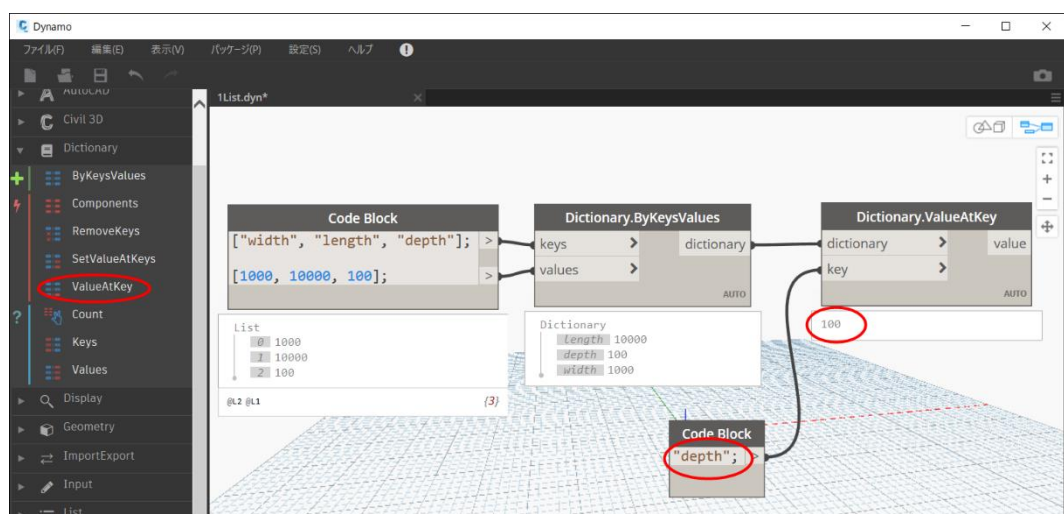 Dynamo
ファイル(F) 編集(E) 表示(V) パッケージ(P) 設定(S) ヘルプ
AutoCAD
1List.dyn*
Civil 3D
Dictionary
ByKeysValues
Components
RemoveKeys
SetValueAtKeys
ValueAtKey
Count
Keys
Values
Display
Geometry
ImportExport
Input
List
Code Block
["width", "length", "depth"]; >
[1000, 10000, 100]; >
List
0 1000
1 10000
2 100
@L2 @L1 {3}
Dictionary.ByKeysValues
keys > dictionary
values >
AUTO
Dictionary
length 10000
depth 100
width 1000
Dictionary.ValueAtKey
dictionary > value
key >
AUTO
100
Code Block
"depth"; >